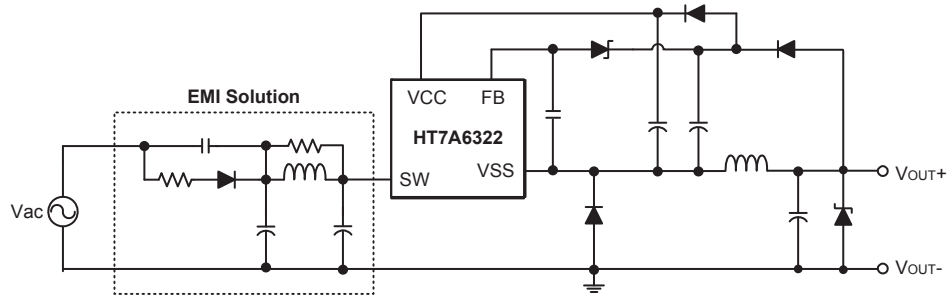 EMI Solution
VCC FB
HT7A6322
SW VSS
Vac
VOUT+
VOUT-